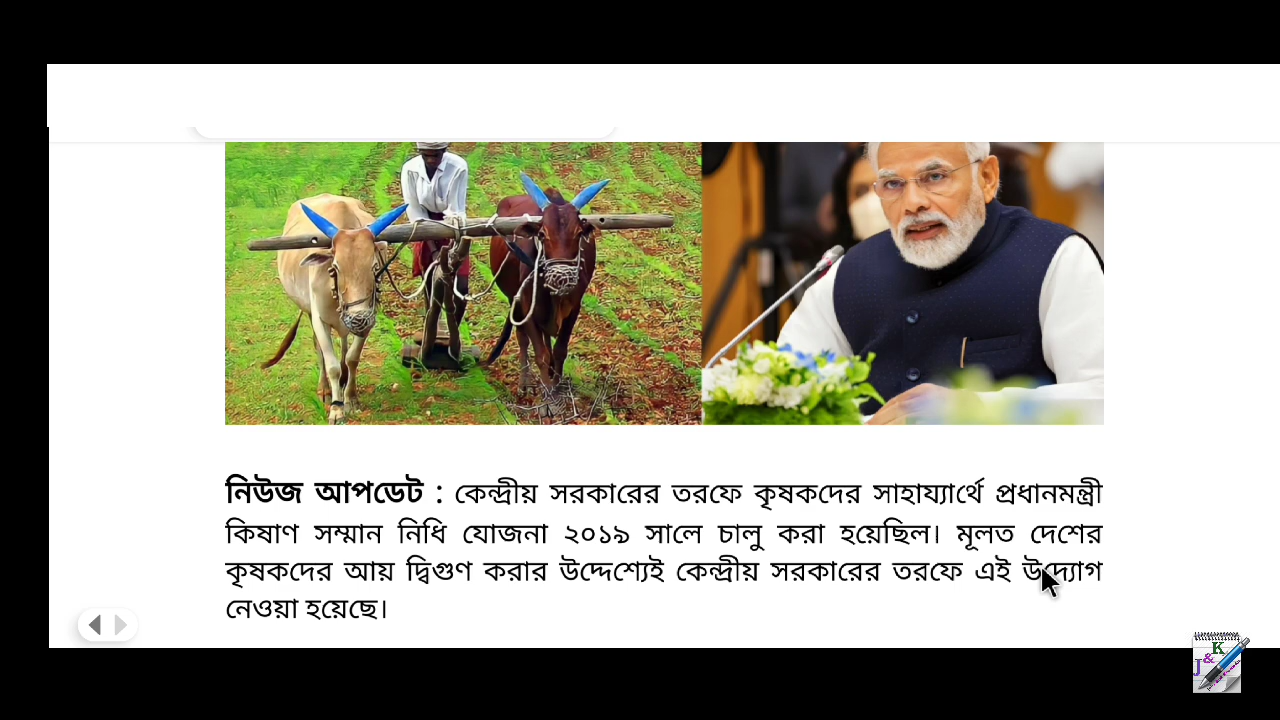 নিউজ আপডেট : কেন্দ্রীয় সরকারের তরফে কৃষকদের সাহায্যার্থে প্রধানমন্ত্রী
কিষাণ সম্মান নিধি যোজনা ২০১৯ সালে চালু করা হয়েছিল। মূলত দেশের
কৃষকদের আয় দ্বিগুণ করার উদ্দেশ্যেই কেন্দ্রীয় সরকারের তরফে এই উদ্যোগ
নেওয়া হয়েছে।
J&K